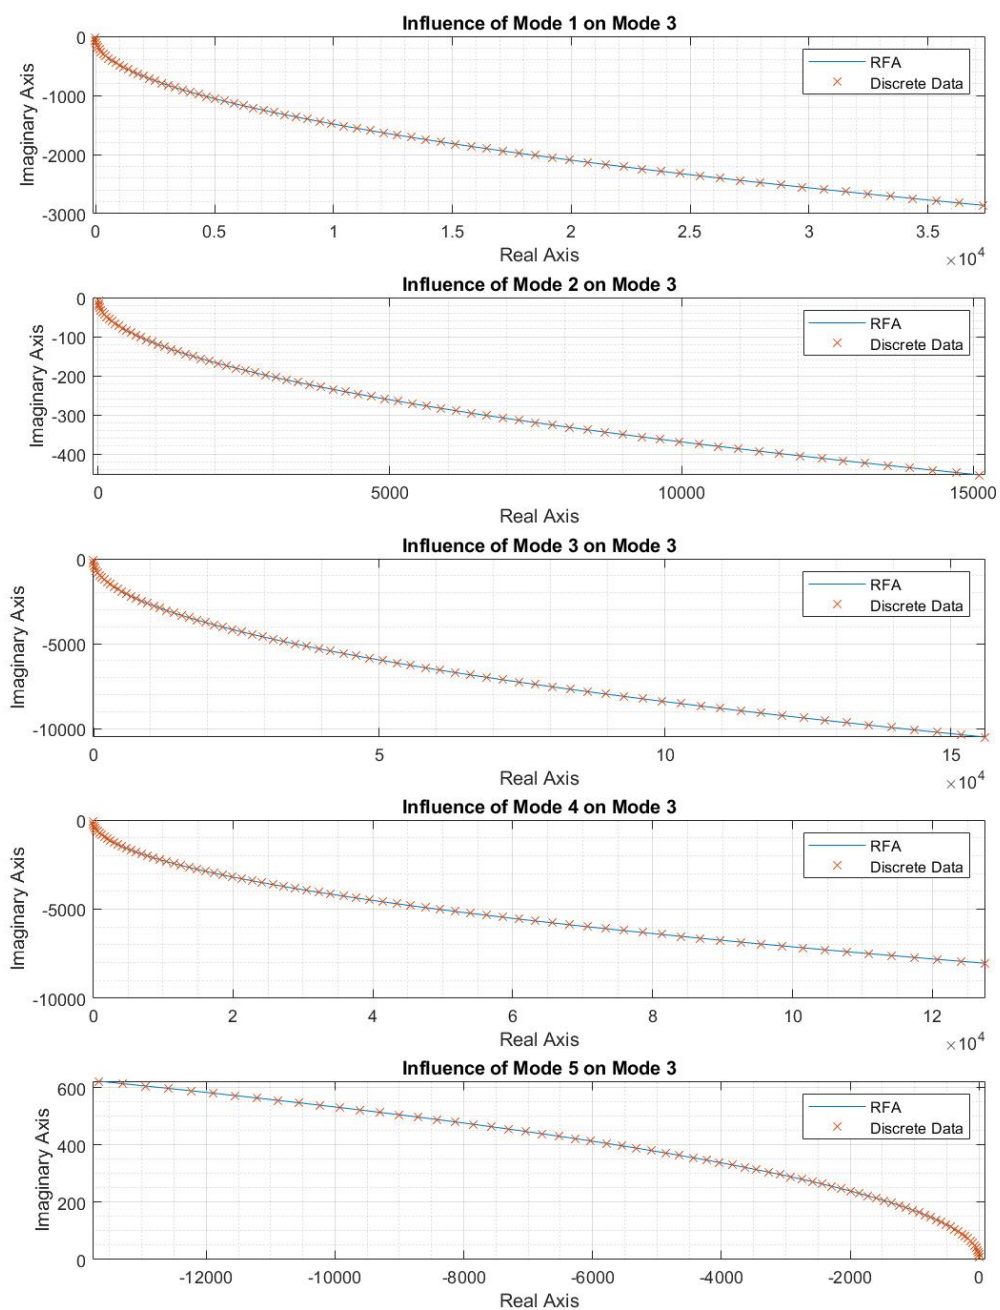 Influence of Mode 1 on Mode 3
Imaginary Axis
0
-1000
-2000
-3000
RFA
Discrete Data
0 0.5 1 1.5 2 2.5 3 3.5
Real Axis
×10^4
Influence of Mode 2 on Mode 3
Imaginary Axis
0
-100
-200
-300
-400
RFA
Discrete Data
0 5000 10000 15000
Real Axis
Influence of Mode 3 on Mode 3
Imaginary Axis
0
-5000
-10000
RFA
Discrete Data
0 5 10 15
Real Axis
×10^4
Influence of Mode 4 on Mode 3
Imaginary Axis
0
-5000
-10000
RFA
Discrete Data
0 2 4 6 8 10 12
Real Axis
×10^4
Influence of Mode 5 on Mode 3
Imaginary Axis
600
400
200
0
RFA
Discrete Data
-12000 -10000 -8000 -6000 -4000 -2000 0
Real Axis